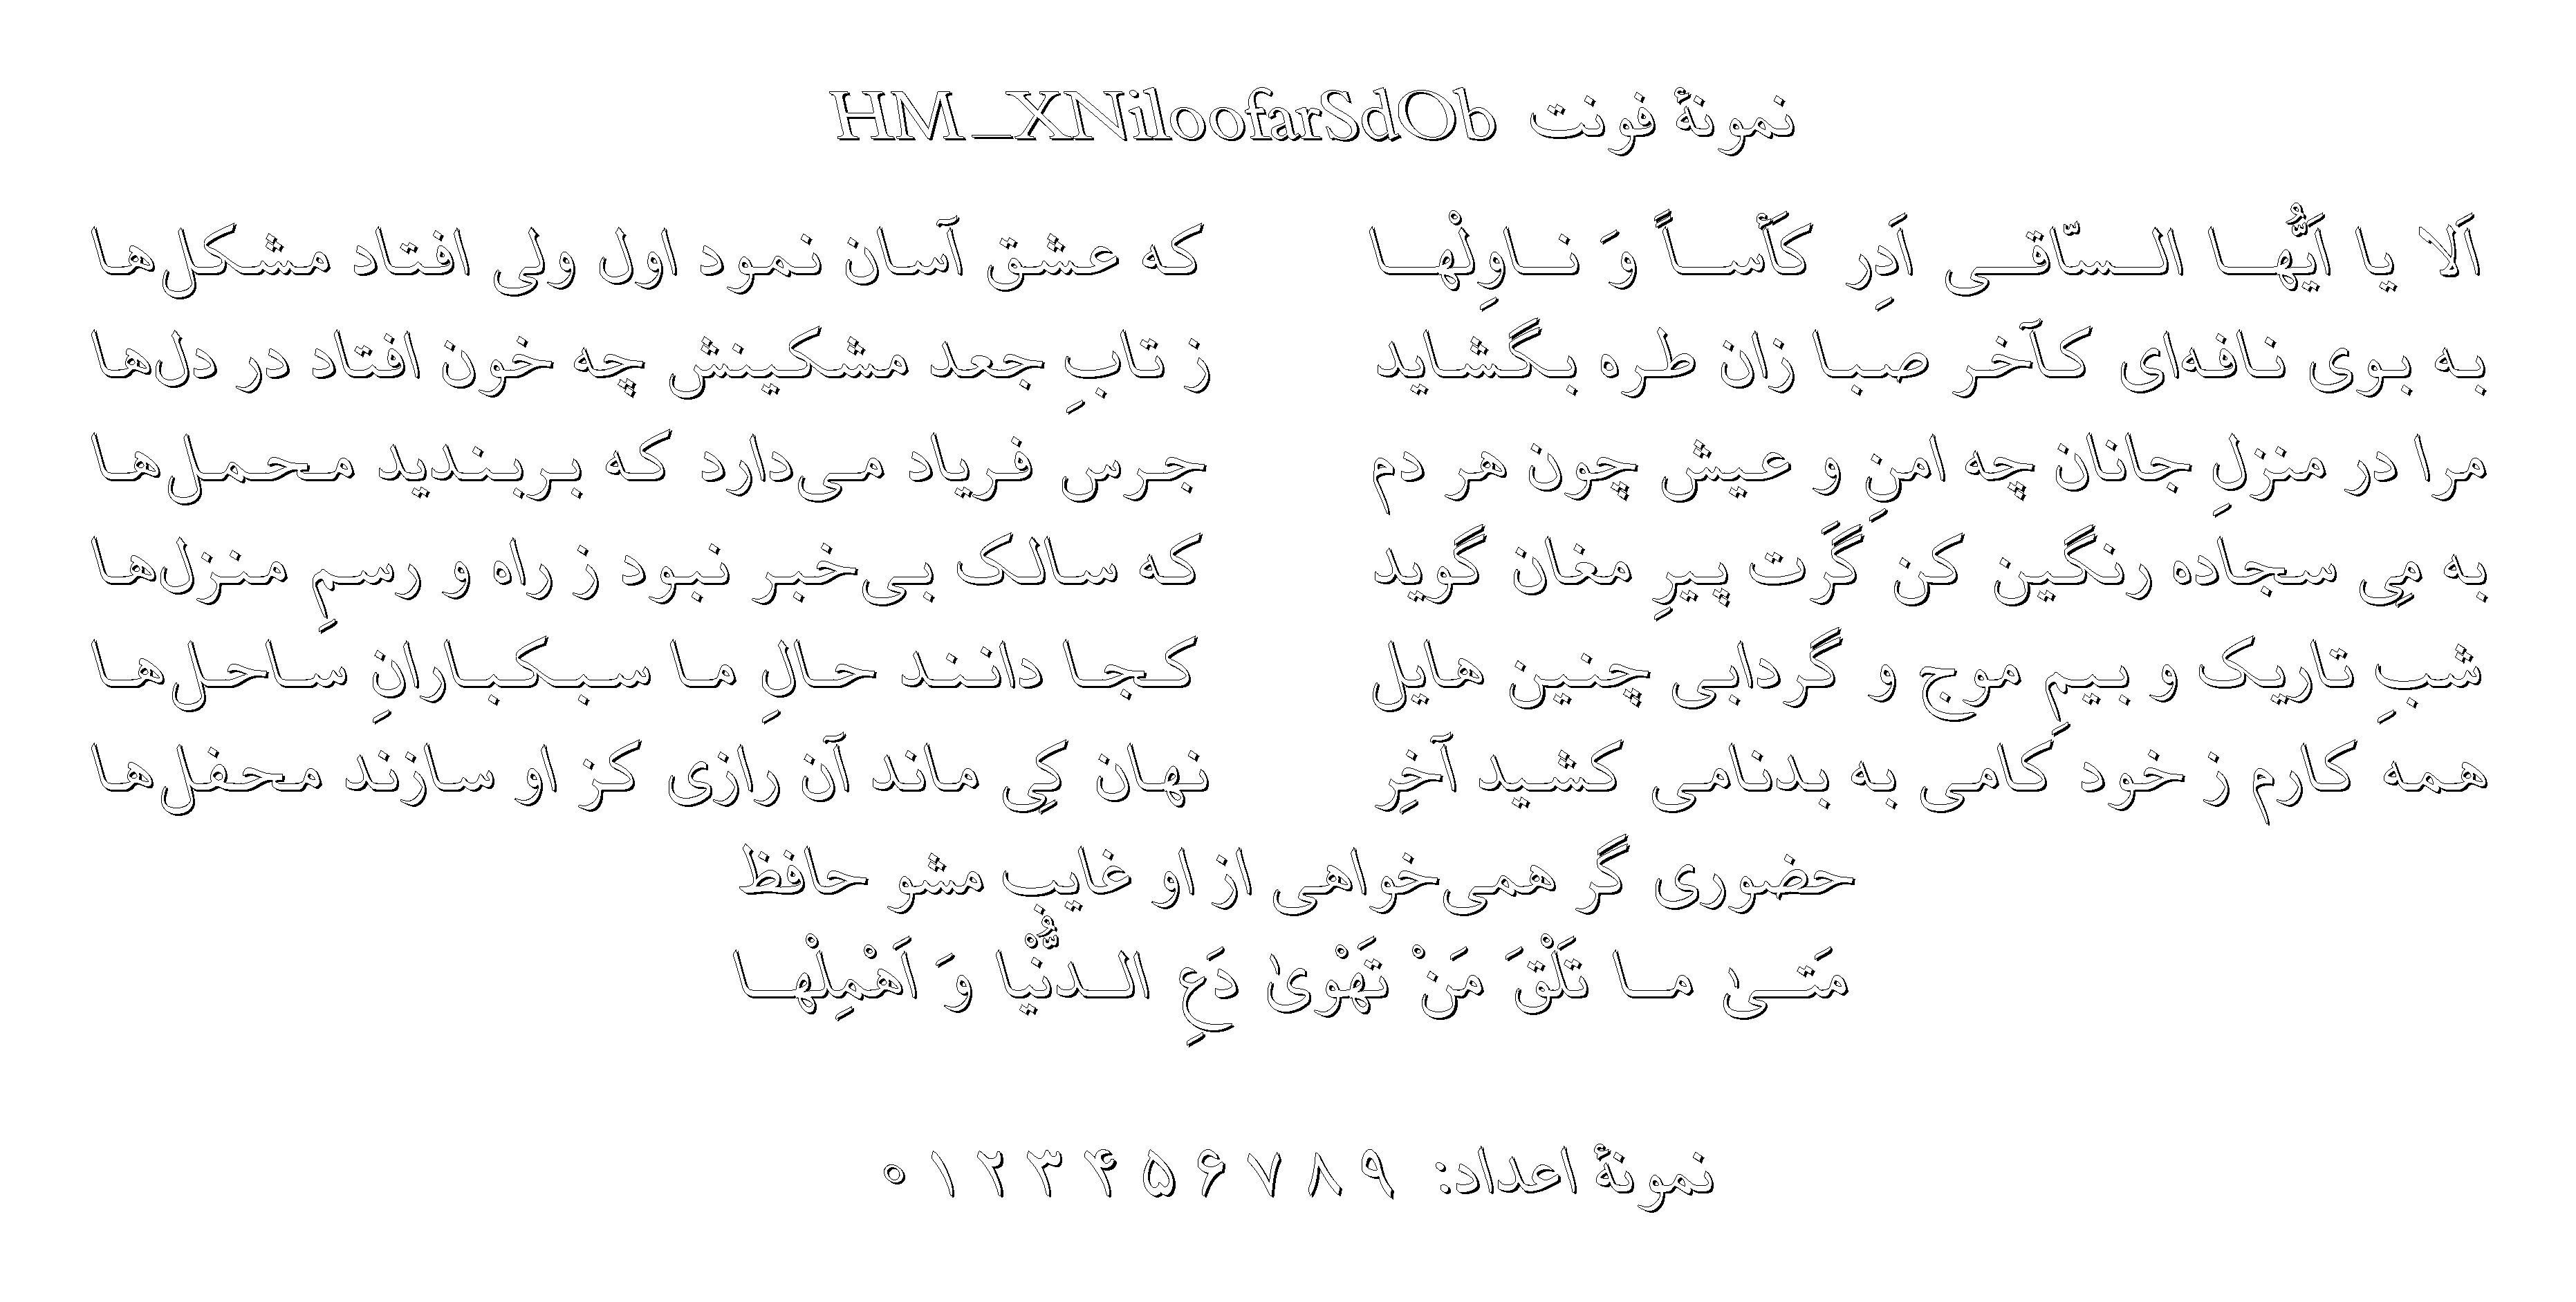 نمونهٔ فونت HM_XNiloofarSdOb
اَلا یا اَیُّهـا السّاقی اَدِر کَأساً وَ ناوِلْها که عشق آسان نمود اول ولی افتاد مشکل‌ها
به بوی نافه‌ای کآخر صبا زان طره بگشاید ز تابِ جعد مشکینش چه خون افتاد در دل‌ها
مرا در منزلِ جانان چه امنِ و عیش چون هر دم جرس فریاد می‌دارد که بربندید محمل‌ها
به مِی سجاده رنگین کن گَرَت پیرِ مغان گوید که سالک بی‌خبر نبود ز راه و رسمِ منزل‌ها
شبِ تاریک و بیمِ موج و گردابی چنین هایل کجا دانند حالِ ما سبکبارانِ ساحل‌ها
همه کارم ز خود کامی به بدنامی کشید آخِر نهان کِی ماند آن رازی کز او سازند محفل‌ها
حضوری گر همی‌خواهی از او غایب مشو حافظ
مَتـیٰ ما تَلْقَ مَنْ تَهْویٰ دَعِ الدُّنْیا وَ اَهْمِلْها
نمونهٔ اعداد: ۹ ۸ ۷ ۶ ۵ ۴ ۳ ۲ ۱ ۰